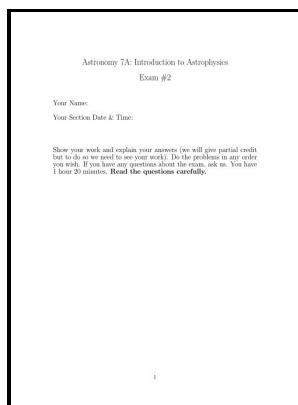 Astronomy 7A: Introduction to Astrophysics
Exam #2
Your Name:
Your Section Date & Time:
Show your work and explain your answers (we will give partial credit
but to do so we need to see your work). Do the problems in any order
you wish. If you have any questions about the exam, ask us. You have
1 hour 20 minutes. Read the questions carefully.
1